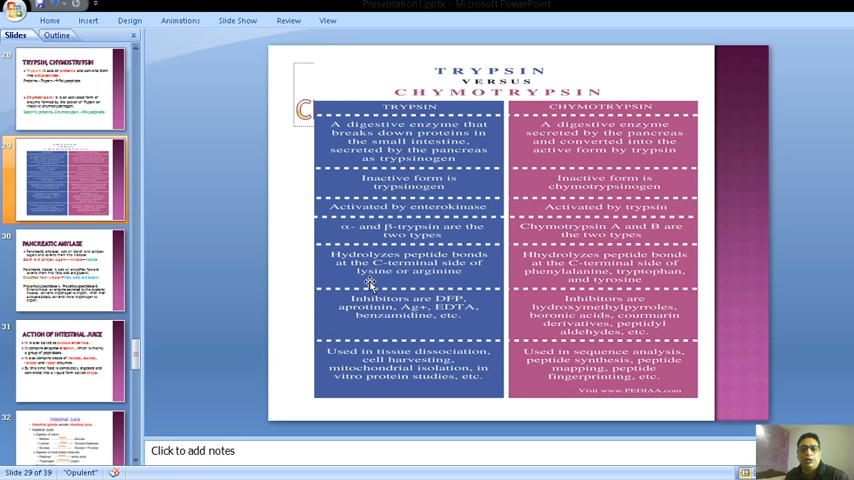 Presentation1.pptx - Microsoft PowerPoint
Home Insert Design Animations Slide Show Review View
Slides Outline
28
TRYPSIN, CHYMOTRYPSIN
29
30
PANCREATIC AMYLASE
31
ACTION OF INTESTINAL JUICE
32
Intestinal Juice
C
TRYPSIN
VERSUS
CHYMOTRYPSIN
TRYPSIN
A digestive enzyme that
breaks down proteins in
the small intestine,
secreted by the pancreas
as trypsinogen
Inactive form is
trypsinogen
Activated by enterokinase
α- and β-trypsin are the
two types
Hydrolyzes peptide bonds
at the C-terminal side of
lysine or arginine
Inhibitors are DFP,
aprotinin, Ag+, EDTA,
benzamidine, etc.
Used in tissue dissociation,
cell harvesting,
mitochondrial isolation, in
vitro protein studies, etc.
CHYMOTRYPSIN
A digestive enzyme
secreted by the pancreas
and converted into the
active form by trypsin
Inactive form is
chymotrypsinogen
Activated by trypsin
Chymotrypsin A and B are
the two types
Hhydrolyzes peptide bonds
at the C-terminal side of
phenylalanine, tryptophan,
and tyrosine
Inhibitors are
hydroxymethylpyrroles,
boronic acids, courmarin
derivatives, peptidyl
aldehydes, etc.
Used in sequence analysis,
peptide synthesis, peptide
mapping, peptide
fingerprinting, etc.
Visit www.PEDIAA.com
Click to add notes
Slide 29 of 39 "Opulent"